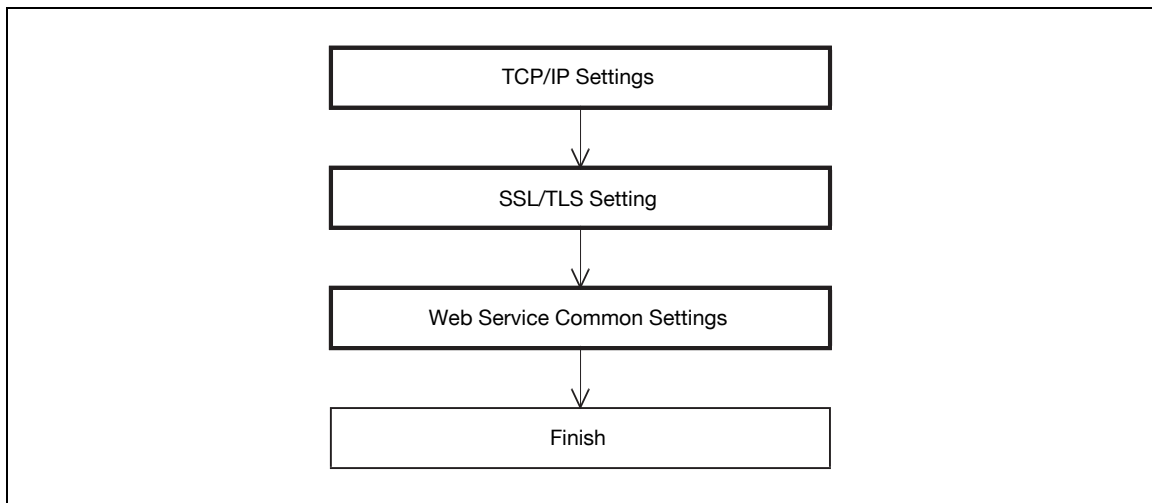 TCP/IP Settings
SSL/TLS Setting
Web Service Common Settings
Finish